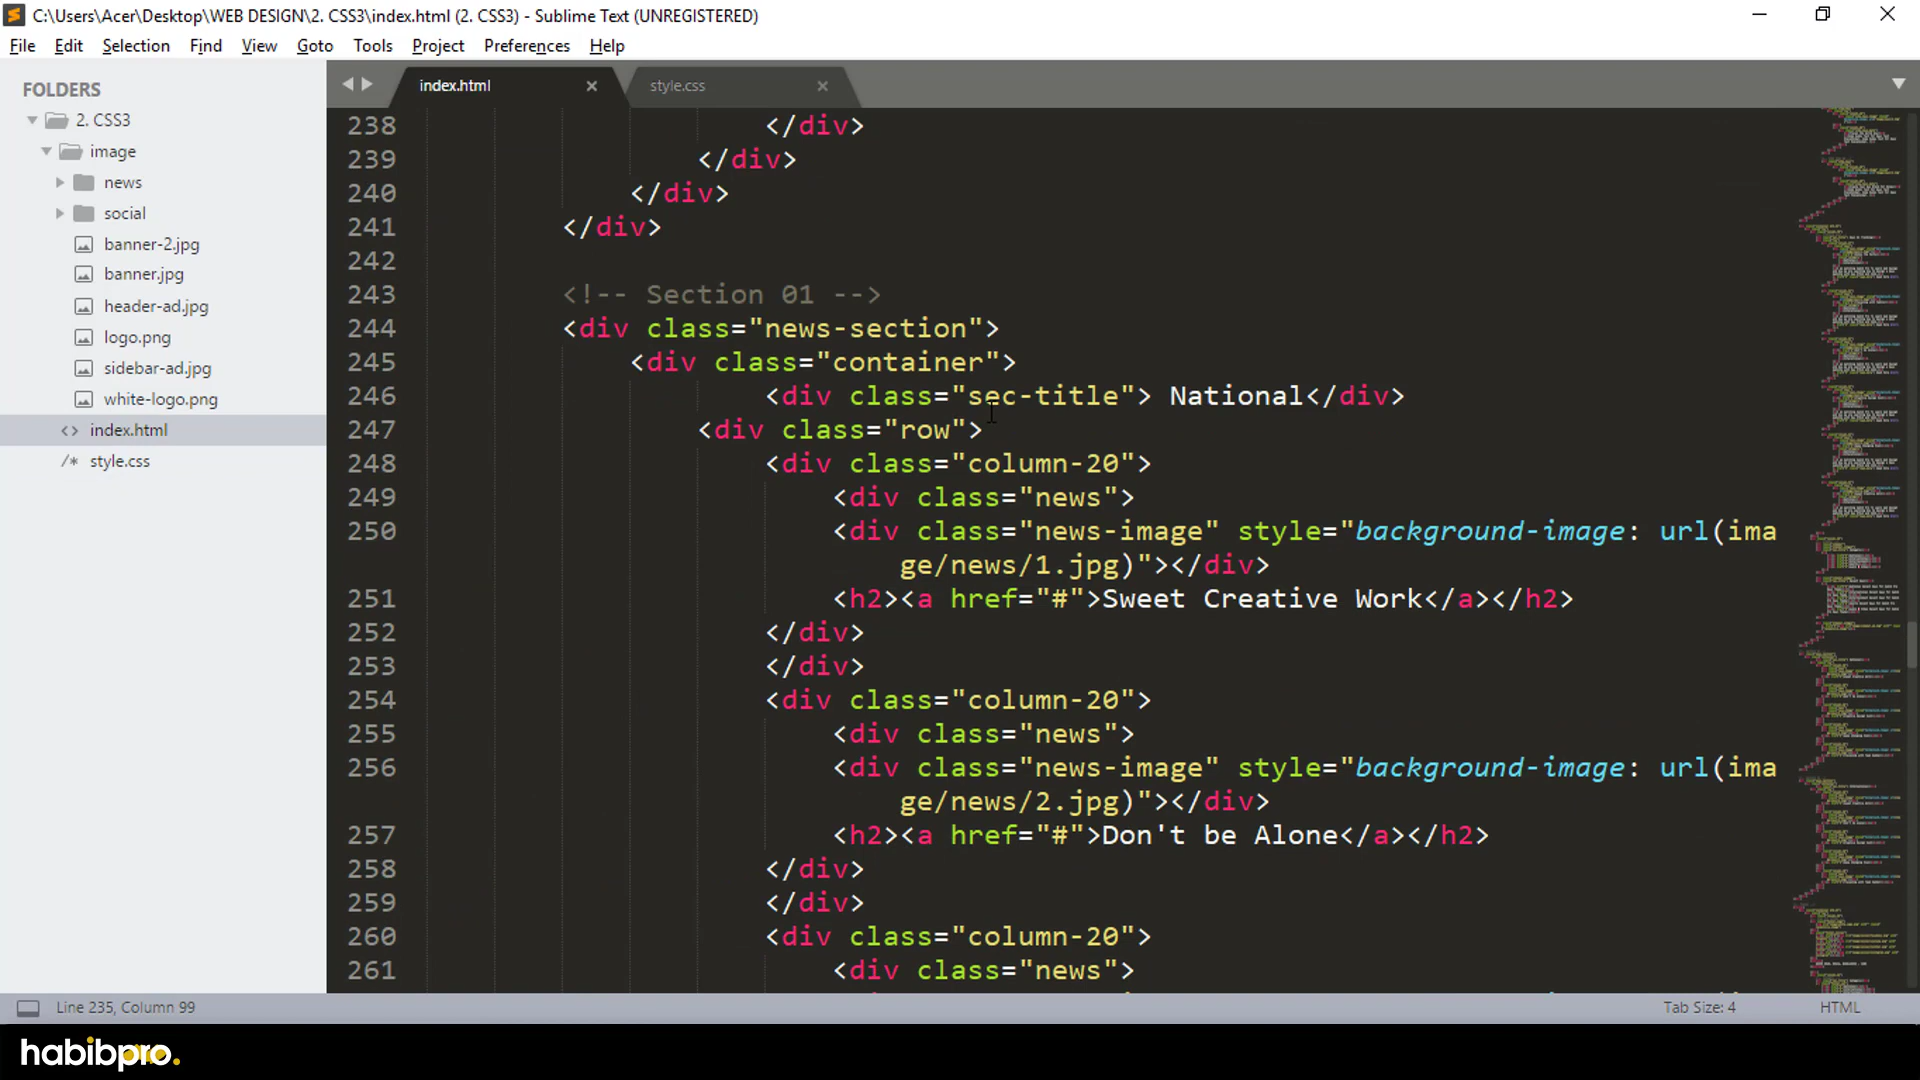 C:\Users\Acer\Desktop\WEB DESIGN\2. CSS3\index.html (2. CSS3) - Sublime Text (UNREGISTERED)
File Edit Selection Find View Goto Tools Project Preferences Help
FOLDERS
2. CSS3
image
news
social
banner-2.jpg
banner.jpg
header-ad.jpg
logo.png
sidebar-ad.jpg
white-logo.png
<> index.html
/* style.css
index.html
style.css
238 </div>
239 </div>
240 </div>
241 </div>
242
243 <!-- Section 01 -->
244 <div class="news-section">
245 <div class="container">
246 <div class="sec-title"> National</div>
247 <div class="row">
248 <div class="column-20">
249 <div class="news">
250 <div class="news-image" style="background-image: url(ima
ge/news/1.jpg)"></div>
251 <h2><a href="#">Sweet Creative Work</a></h2>
252 </div>
253 </div>
254 <div class="column-20">
255 <div class="news">
256 <div class="news-image" style="background-image: url(ima
ge/news/2.jpg)"></div>
257 <h2><a href="#">Don't be Alone</a></h2>
258 </div>
259 </div>
260 <div class="column-20">
261 <div class="news">
Line 235, Column 99
Tab Size: 4
HTML
habibpro.